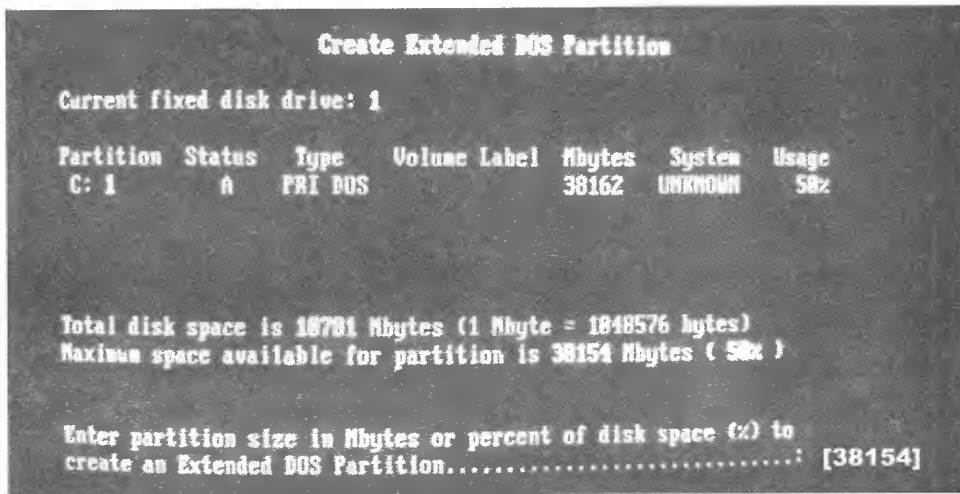 Create Extended DOS Partition
Current fixed disk drive: 1
Partition Status Type Volume Label Mbytes System Usage
C: 1 A PRI DOS 38162 UNKNOWN 50%
Total disk space is 10781 Mbytes (1 Mbyte = 1048576 bytes)
Maximum space available for partition is 38154 Mbytes ( 50% )
Enter partition size in Mbytes or percent of disk space (%) to
create an Extended DOS Partition..............................: [38154]